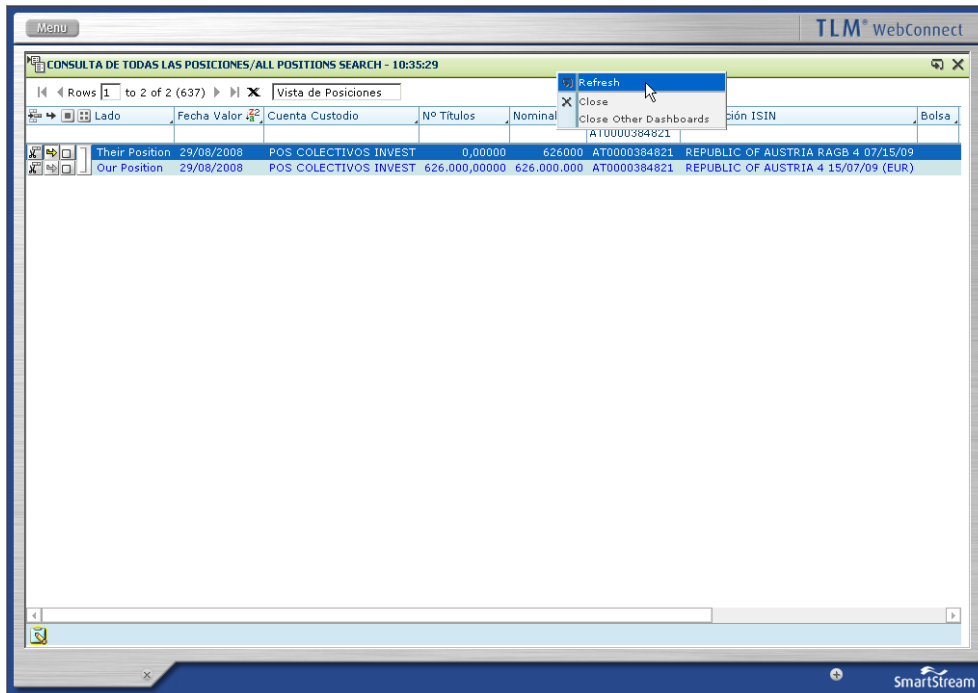 Menu
TLM® WebConnect
CONSULTA DE TODAS LAS POSICIONES/ALL POSITIONS SEARCH - 10:35:29
Rows 1 to 2 of 2 (637) Vista de Posiciones
Refresh
Close
Close Other Dashboards
Lado Fecha Valor Cuenta Custodio Nº Títulos Nominal ción ISIN Bolsa
AT0000384821
Their Position 29/08/2008 POS COLECTIVOS INVEST 0,00000 626000 AT0000384821 REPUBLIC OF AUSTRIA RAGB 4 07/15/09
Our Position 29/08/2008 POS COLECTIVOS INVEST 626.000,00000 626.000.000 AT0000384821 REPUBLIC OF AUSTRIA 4 15/07/09 (EUR)
SmartStream